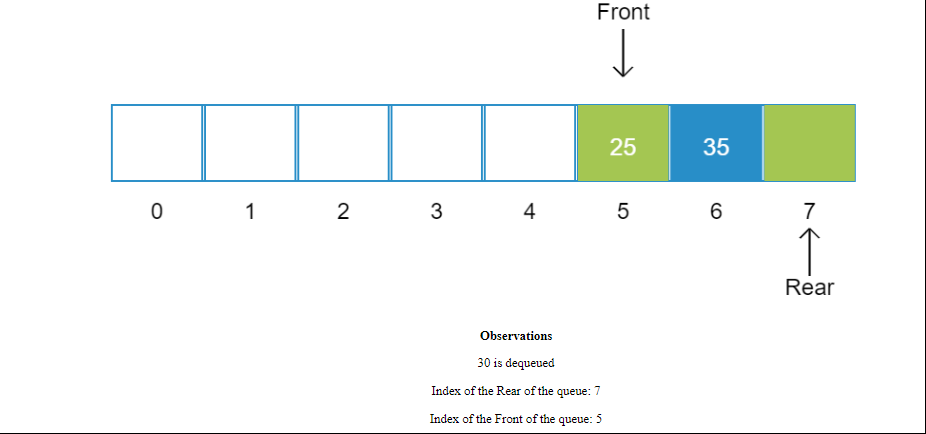 Front
25 35
0 1 2 3 4 5 6 7
Rear
Observations
30 is dequeued
Index of the Rear of the queue: 7
Index of the Front of the queue: 5